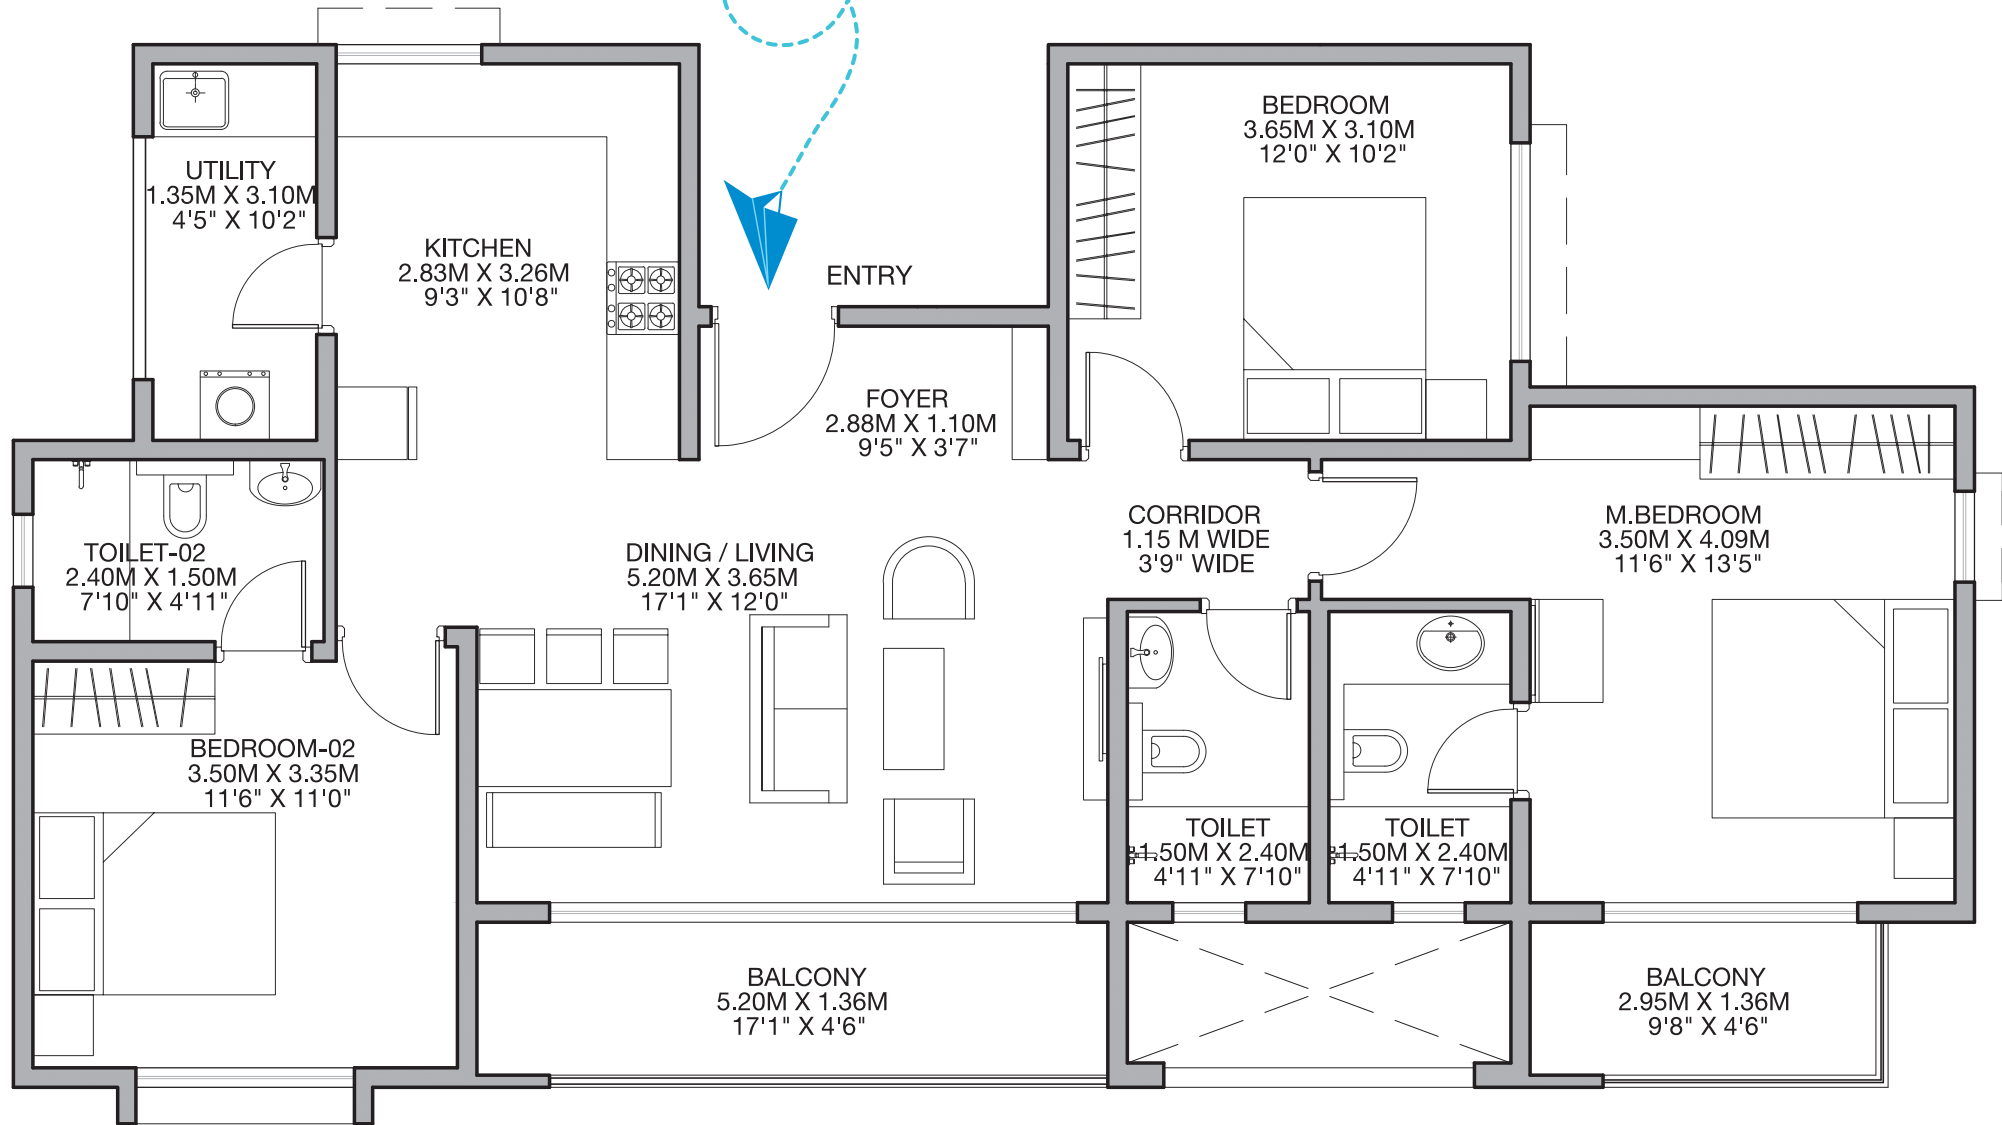 BEDROOM
3.65M X 3.10M
12'0" X 10'2"
UTILITY
1.35M X 3.10M
4'5" X 10'2"
KITCHEN
2.83M X 3.26M
9'3" X 10'8"
ENTRY
FOYER
2.88M X 1.10M
9'5" X 3'7"
CORRIDOR
1.15 M WIDE
3'9" WIDE
M.BEDROOM
3.50M X 4.09M
11'6" X 13'5"
TOILET-02
2.40M X 1.50M
7'10" X 4'11"
DINING / LIVING
5.20M X 3.65M
17'1" X 12'0"
BEDROOM-02
3.50M X 3.35M
11'6" X 11'0"
TOILET
1.50M X 2.40M
4'11" X 7'10"
TOILET
1.50M X 2.40M
4'11" X 7'10"
BALCONY
5.20M X 1.36M
17'1" X 4'6"
BALCONY
2.95M X 1.36M
9'8" X 4'6"